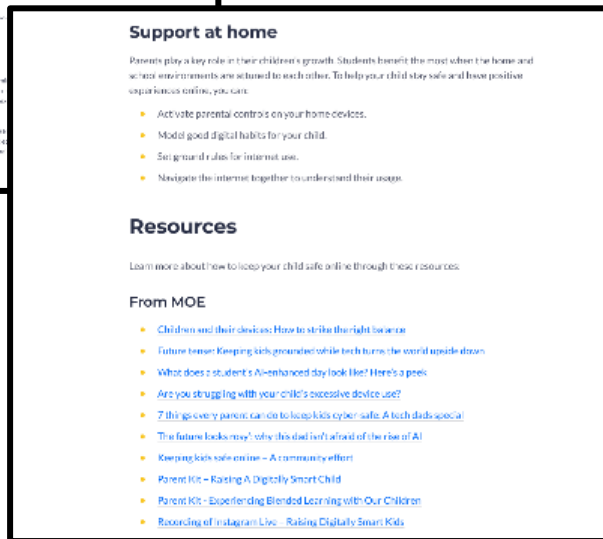 Support at home
Parents play a key role in their children's growth. Students benefit the most when the home and
school environments are attuned to each other. To help your child stay safe and have positive
experiences online, you can:
Activate parental controls on your home devices.
Model good digital habits for your child.
Set ground rules for internet use.
Navigate the internet together to understand their usage.
Resources
Learn more about how to keep your child safe online through these resources:
From MOE
Children and their devices: How to strike the right balance
Future tense: Keeping kids grounded while tech turns the world upside down
What does a student's AI-enhanced day look like? Here's a peek
Are you struggling with your child's excessive device use?
7 things every parent can do to keep kids cyber-safe. A tech dads special
The future looks rosy': why this dad isn't afraid of the rise of AI
Keeping kids safe online – A community effort
Parent Kit – Raising A Digitally Smart Child
Parent Kit - Experiencing Blended Learning with Our Children
Recording of Instagram Live – Raising Digitally Smart Kids